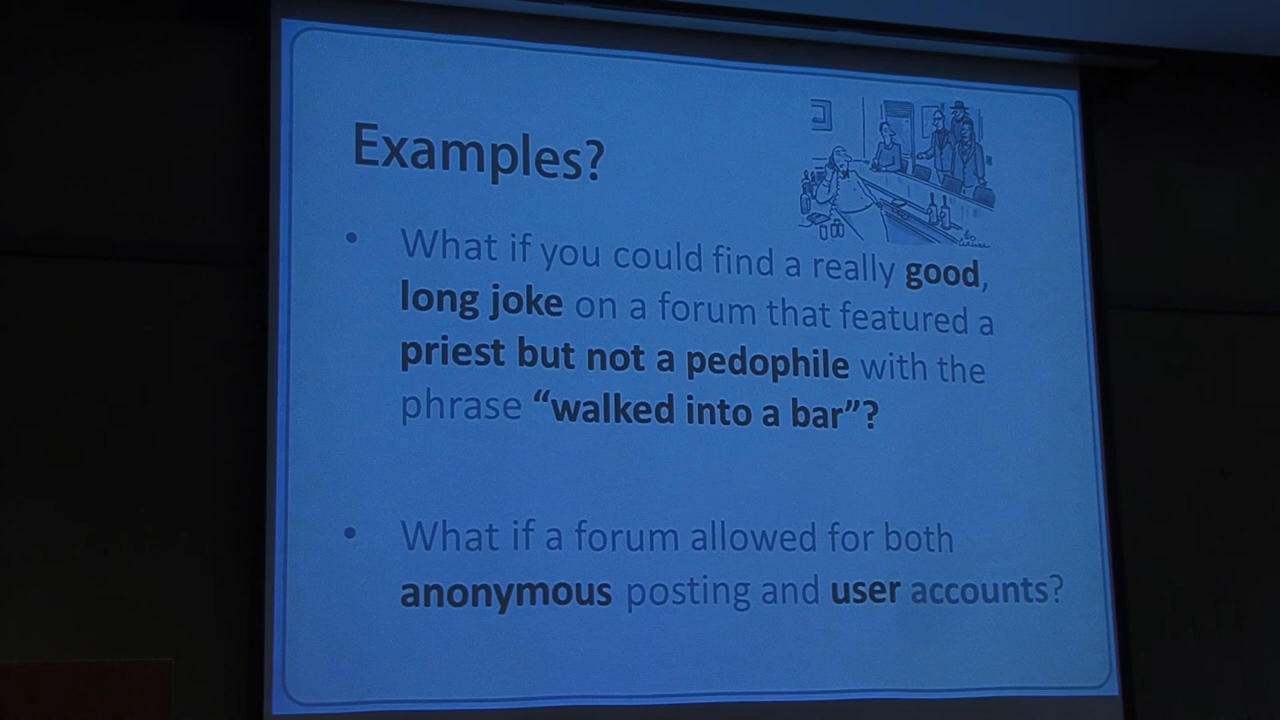 Examples?
• What if you could find a really good,
long joke on a forum that featured a
priest but not a pedophile with the
phrase “walked into a bar”?
• What if a forum allowed for both
anonymous posting and user accounts?